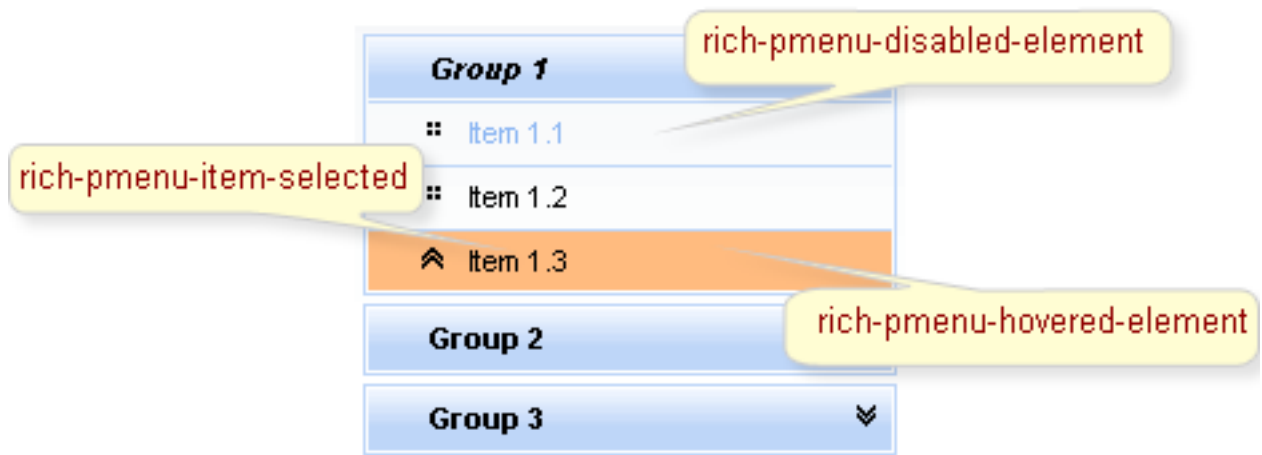 rich-pmenu-disabled-element
Group 1
Item 1.1
rich-pmenu-item-selected
Item 1.2
Item 1.3
rich-pmenu-hovered-element
Group 2
Group 3